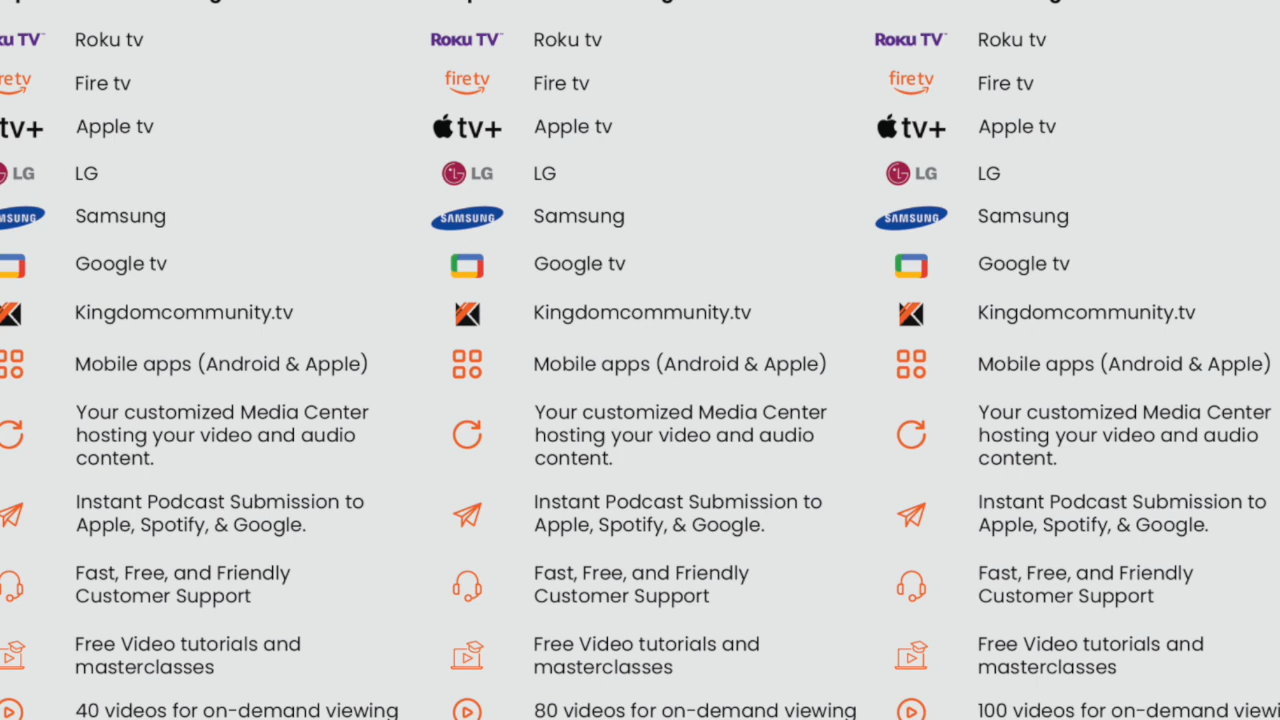 Roku TV Roku tv
fire tv Fire tv
tv+ Apple tv
LG LG
SAMSUNG Samsung
Google tv
Kingdomcommunity.tv
Mobile apps (Android & Apple)
Your customized Media Center
hosting your video and audio
content.
Instant Podcast Submission to
Apple, Spotify, & Google.
Fast, Free, and Friendly
Customer Support
Free Video tutorials and
masterclasses
40 videos for on-demand viewing
Roku TV Roku tv
fire tv Fire tv
tv+ Apple tv
LG LG
SAMSUNG Samsung
Google tv
Kingdomcommunity.tv
Mobile apps (Android & Apple)
Your customized Media Center
hosting your video and audio
content.
Instant Podcast Submission to
Apple, Spotify, & Google.
Fast, Free, and Friendly
Customer Support
Free Video tutorials and
masterclasses
80 videos for on-demand viewing
Roku TV Roku tv
fire tv Fire tv
tv+ Apple tv
LG LG
SAMSUNG Samsung
Google tv
Kingdomcommunity.tv
Mobile apps (Android & Apple)
Your customized Media Center
hosting your video and audio
content.
Instant Podcast Submission to
Apple, Spotify, & Google.
Fast, Free, and Friendly
Customer Support
Free Video tutorials and
masterclasses
100 videos for on-demand